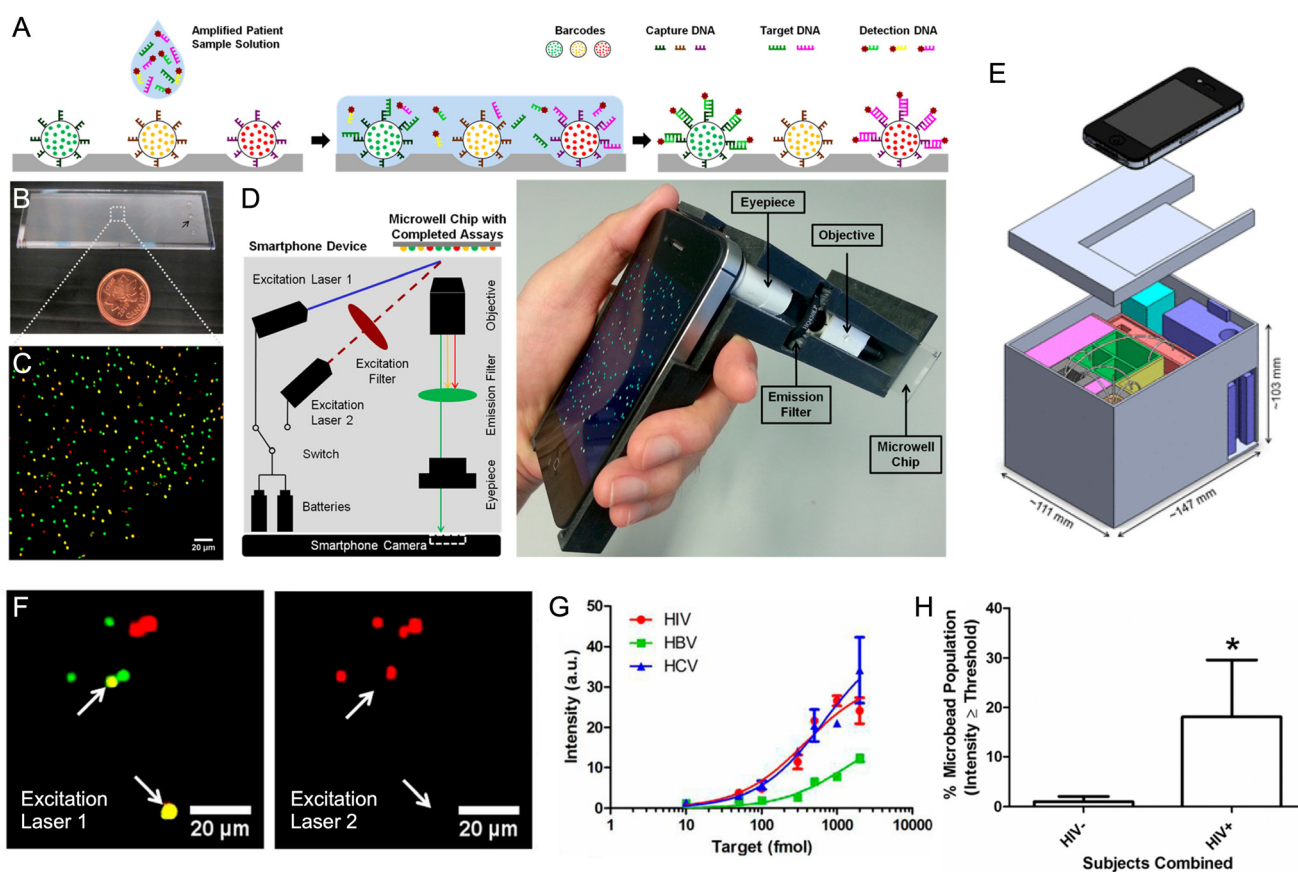 A
Amplified Patient
Sample Solution
Barcodes
Capture DNA
Target DNA
Detection DNA
B
C
20 µm
D
Microwell Chip with
Completed Assays
Smartphone Device
Excitation Laser 1
Excitation
Filter
Excitation
Laser 2
Switch
Batteries
Objective
Emission Filter
Eyepiece
Smartphone Camera
Eyepiece
Objective
Emission
Filter
Microwell
Chip
E
~103 mm
~111 mm
~147 mm
F
Excitation
Laser 1
20 µm
Excitation
Laser 2
20 µm
G
50
40
30
20
10
0
Intensity (a.u.)
HIV
HBV
HCV
1 10 100 1000 10000
Target (fmol)
H
% Microbead Population
(Intensity ≥ Threshold)
40
30
20
10
0
*
HIV- HIV+
Subjects Combined